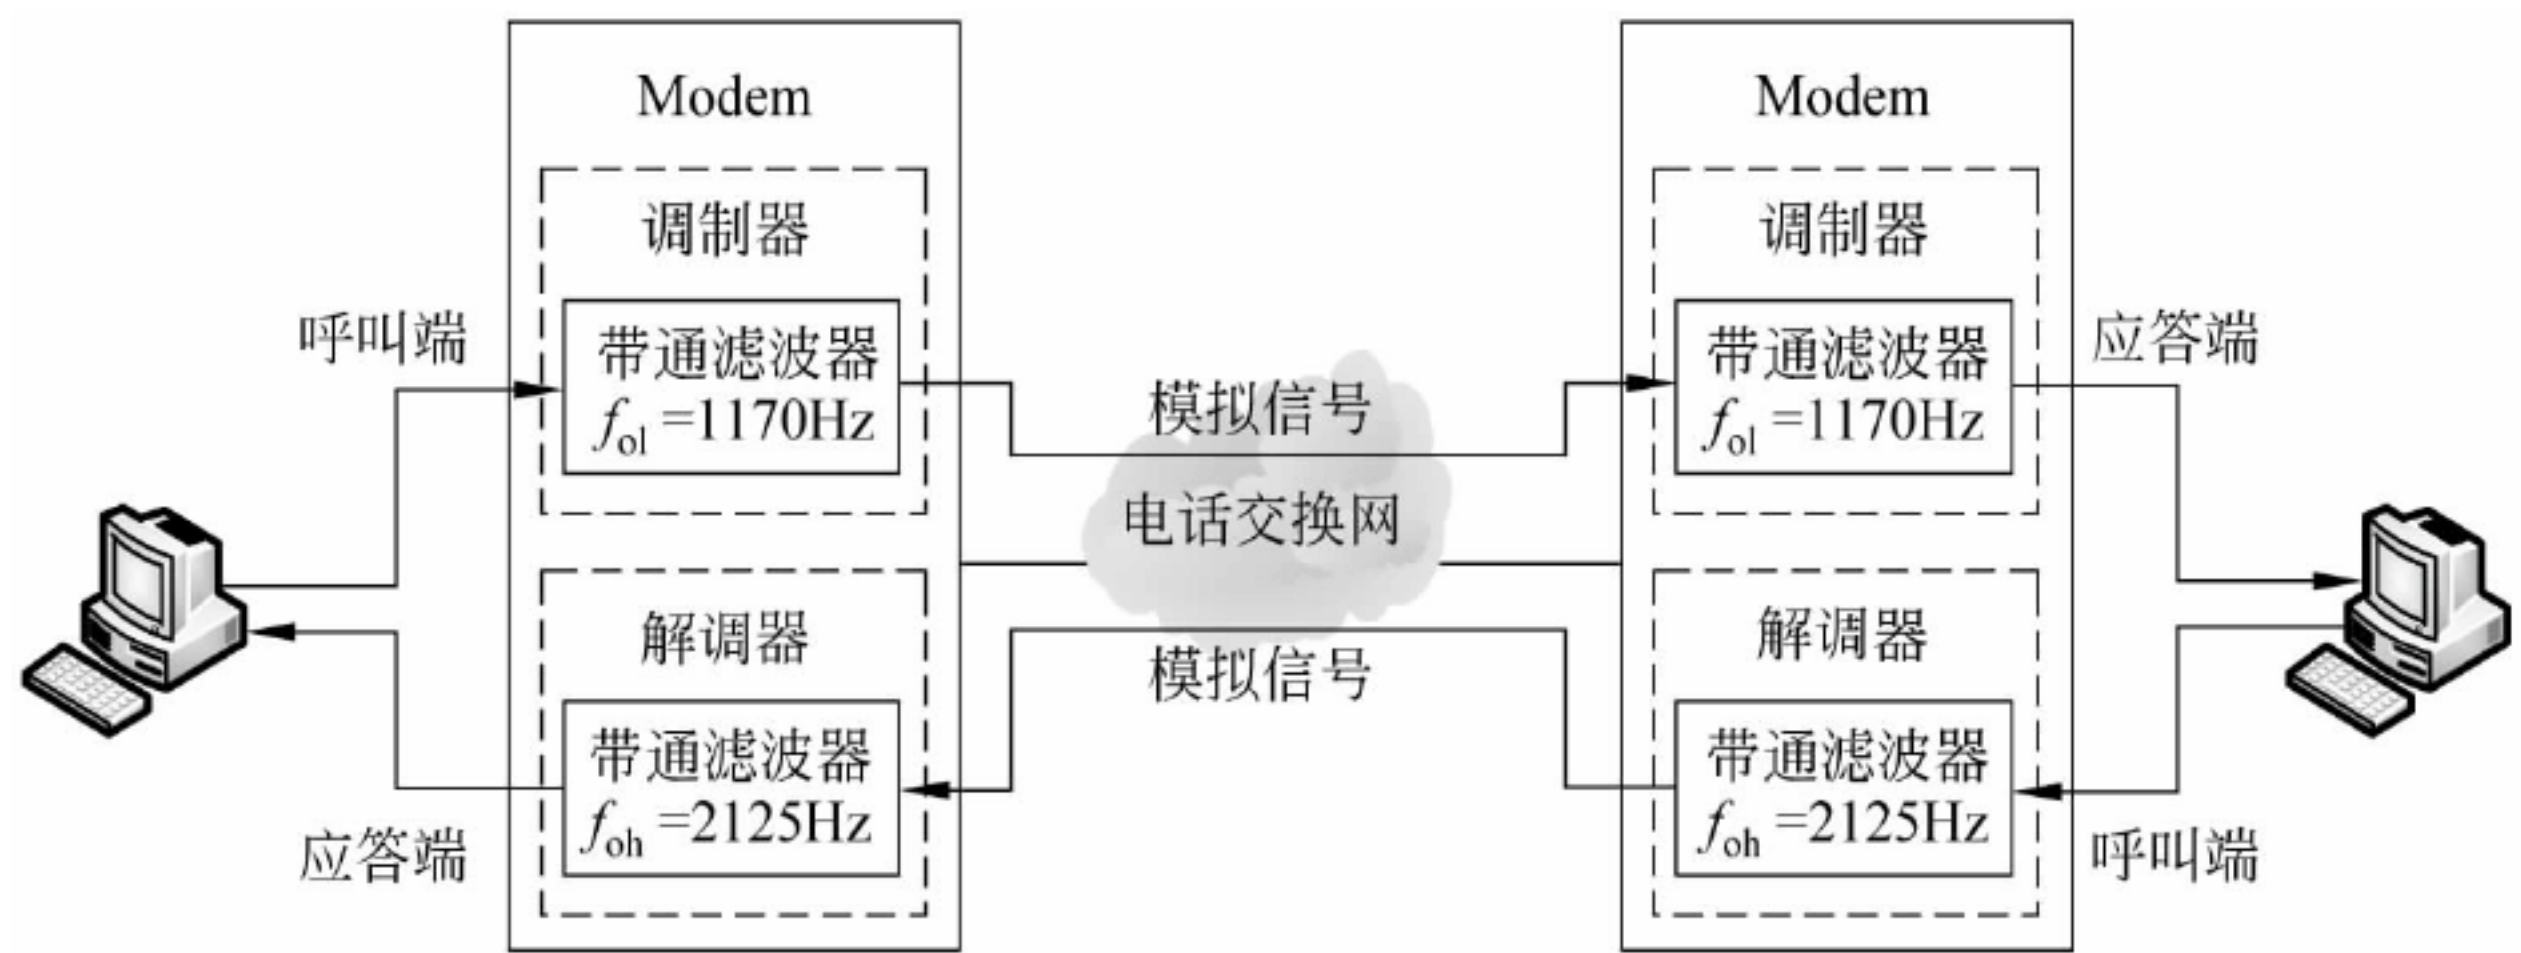 Modem
调制器
带通滤波器
fol =1170Hz
解调器
带通滤波器
foh =2125Hz
呼叫端
应答端
模拟信号
电话交换网
模拟信号
Modem
调制器
带通滤波器
fol =1170Hz
解调器
带通滤波器
foh =2125Hz
应答端
呼叫端